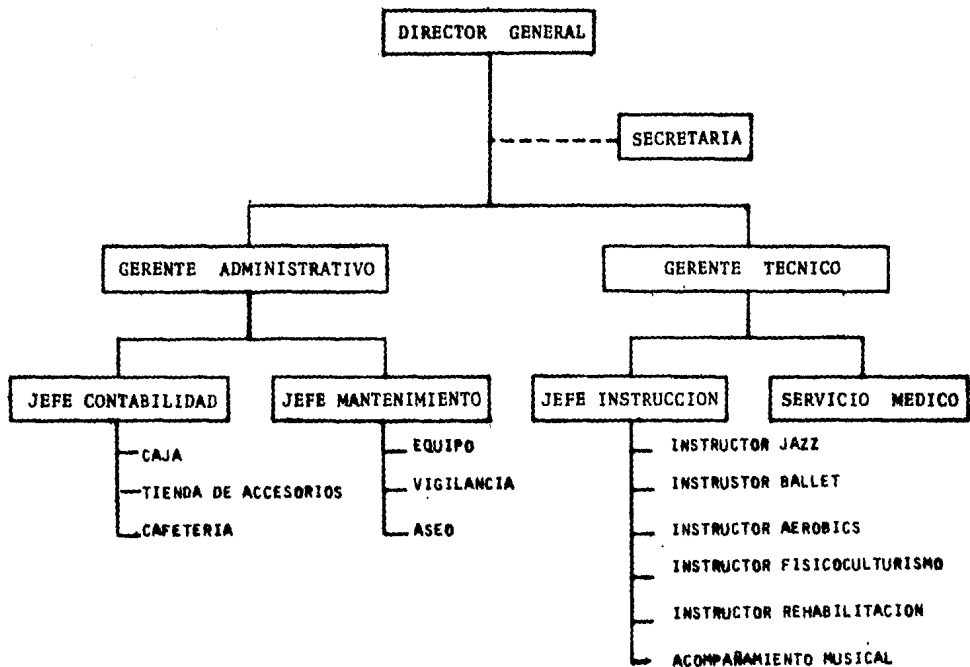 DIRECTOR GENERAL
SECRETARIA
GERENTE ADMINISTRATIVO
GERENTE TECNICO
JEFE CONTABILIDAD
JEFE MANTENIMIENTO
JEFE INSTRUCCION
SERVICIO MEDICO
CAJA
TIENDA DE ACCESORIOS
CAFETERIA
EQUIPO
VIGILANCIA
ASEO
INSTRUCTOR JAZZ
INSTRUSTOR BALLET
INSTRUCTOR AEROBICS
INSTRUCTOR FISICOCULTURISMO
INSTRUCTOR REHABILITACION
ACOMPAÑAMIENTO MUSICAL